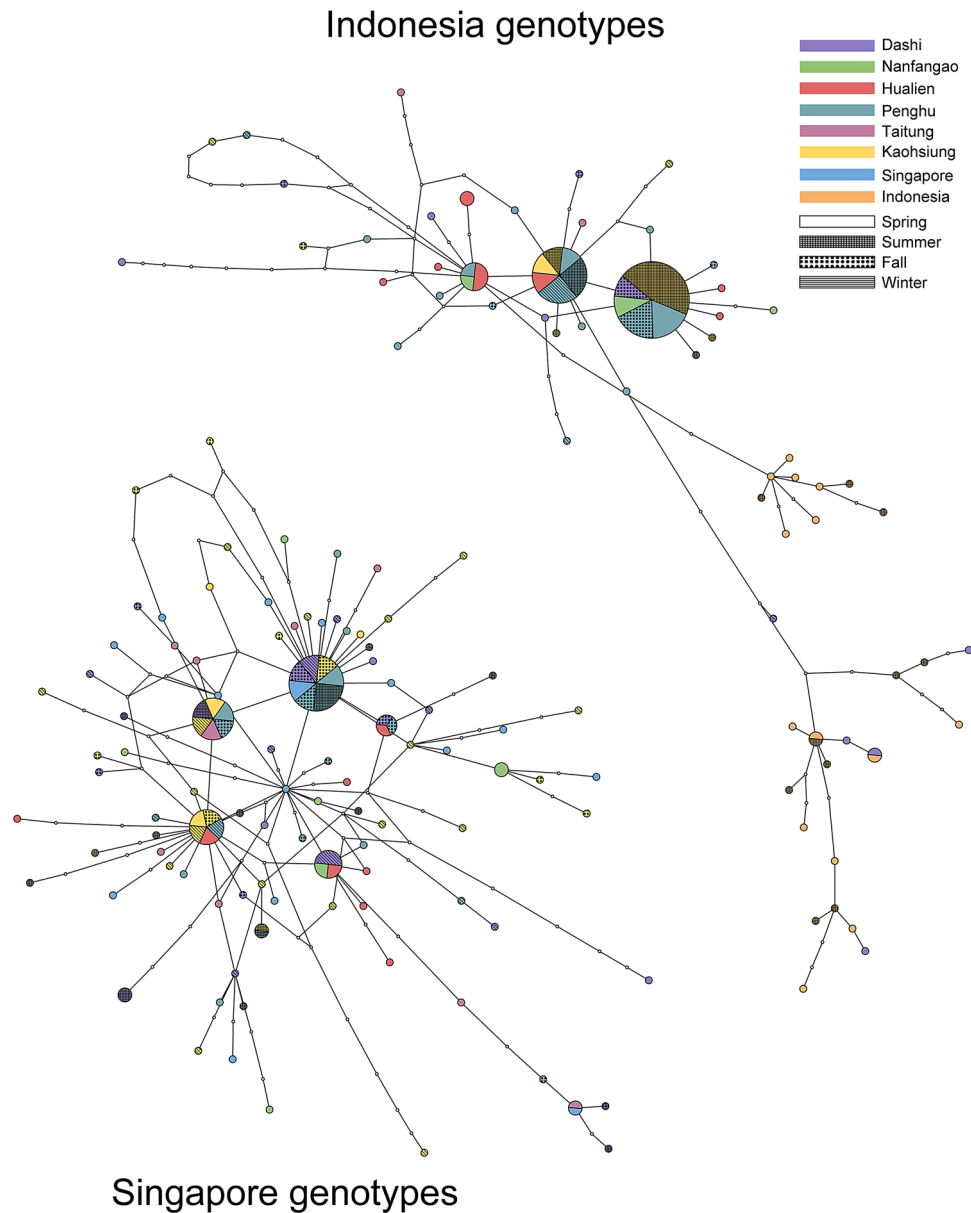 Indonesia genotypes
Dashi
Nanfangao
Hualien
Penghu
Taitung
Kaohsiung
Singapore
Indonesia
Spring
Summer
Fall
Winter
Singapore genotypes